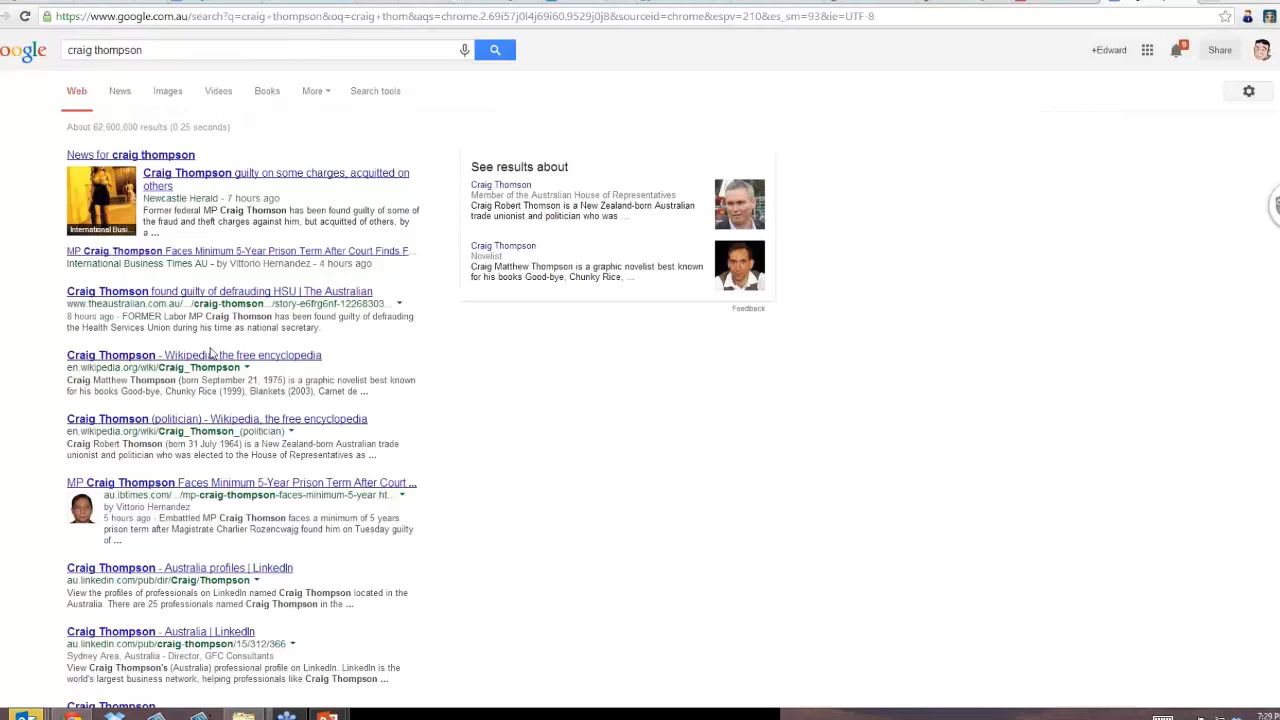 https://www.google.com.au/search?q=craig+thompson&oq=craig+thom&aqs=chrome.2.69i57j0l4j69i60.9529j0j8&sourceid=chrome&espv=210&es_sm=93&ie=UTF-8
oogle craig thompson +Edward 9 Share
Web News Images Videos Books More Search tools
About 62,600,000 results (0.25 seconds)
News for craig thompson
Craig Thompson guilty on some charges, acquitted on
others
Newcastle Herald - 7 hours ago
Former federal MP Craig Thomson has been found guilty of some of
the fraud and theft charges against him, but acquitted of others, by
a ...
International Busi...
MP Craig Thompson Faces Minimum 5-Year Prison Term After Court Finds F...
International Business Times AU - by Vittorio Hernandez - 4 hours ago
Craig Thomson found guilty of defrauding HSU | The Australian
www.theaustralian.com.au/.../craig-thomson.../story-e6frg6nf-12268303...
8 hours ago - FORMER Labor MP Craig Thomson has been found guilty of defrauding
the Health Services Union during his time as national secretary.
Craig Thompson - Wikipedia, the free encyclopedia
en.wikipedia.org/wiki/Craig_Thompson
Craig Matthew Thompson (born September 21, 1975) is a graphic novelist best known
for his books Good-bye, Chunky Rice (1999), Blankets (2003), Carnet de ...
Craig Thomson (politician) - Wikipedia, the free encyclopedia
en.wikipedia.org/wiki/Craig_Thomson_(politician)
Craig Robert Thomson (born 31 July 1964) is a New Zealand-born Australian trade
unionist and politician who was elected to the House of Representatives as ...
MP Craig Thompson Faces Minimum 5-Year Prison Term After Court ...
au.ibtimes.com/.../mp-craig-thompson-faces-minimum-5-year.ht...
by Vittorio Hernandez
5 hours ago - Embattled MP Craig Thomson faces a minimum of 5 years
prison term after Magistrate Charlier Rozencwajg found him on Tuesday guilty
of ...
Craig Thompson - Australia profiles | LinkedIn
au.linkedin.com/pub/dir/Craig/Thompson
View the profiles of professionals on LinkedIn named Craig Thompson located in the
Australia. There are 25 professionals named Craig Thompson in the ...
Craig Thompson - Australia | LinkedIn
au.linkedin.com/pub/craig-thompson/15/312/366
Sydney Area, Australia - Director, GFC Consultants
View Craig Thompson's (Australia) professional profile on LinkedIn. LinkedIn is the
world's largest business network, helping professionals like Craig Thompson ...
Craig Thompson
See results about
Craig Thomson
Member of the Australian House of Representatives
Craig Robert Thomson is a New Zealand-born Australian
trade unionist and politician who was ...
Craig Thompson
Novelist
Craig Matthew Thompson is a graphic novelist best known
for his books Good-bye, Chunky Rice, ...
Feedback